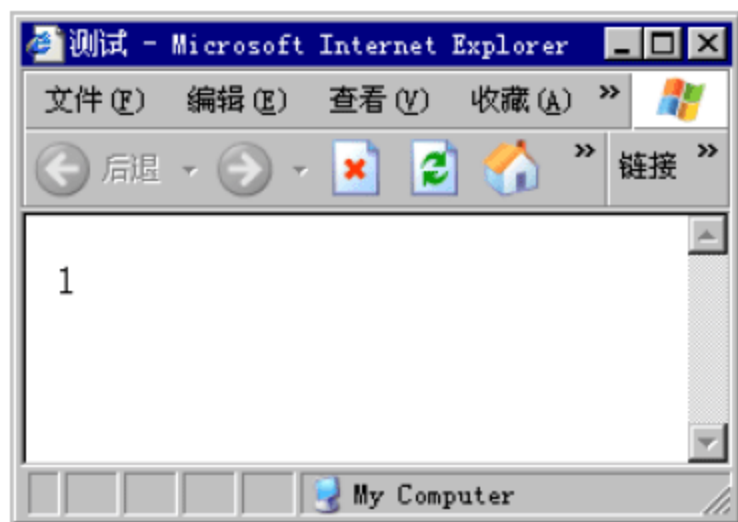 测试 - Microsoft Internet Explorer
文件(F) 编辑(E) 查看(V) 收藏(A) »
后退 » 链接 »
1
My Computer